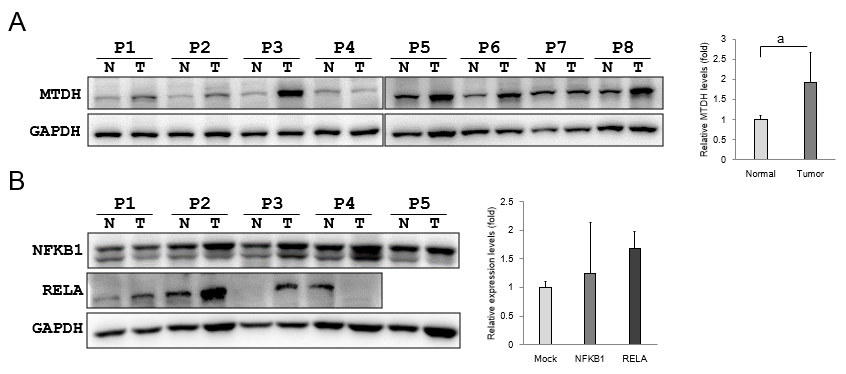 A
P1 P2 P3 P4 P5 P6 P7 P8
N T N T N T N T N T N T N T N T
MTDH
GAPDH
Relative MTDH levels (fold)
3
2.5
2
1.5
1
0.5
0
a
Normal Tumor
B
P1 P2 P3 P4 P5
N T N T N T N T N T
NFKB1
RELA
GAPDH
Relative expression levels (fold)
2.5
2
1.5
1
0.5
0
Mock NFKB1 RELA